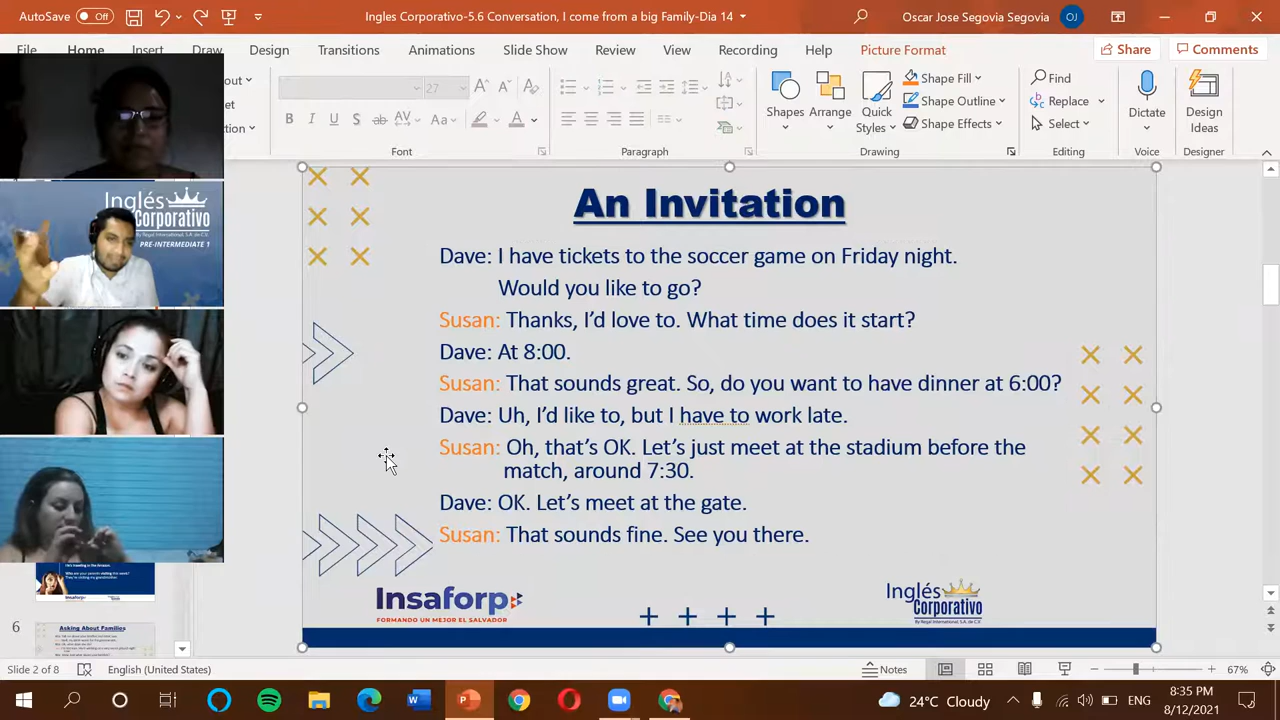 AutoSave Off Ingles Corporativo-5.6 Conversation, I come from a big Family-Dia 14 Oscar Jose Segovia Segovia OJ
File Home Insert Draw Design Transitions Animations Slide Show Review View Recording Help Picture Format Share Comments
Shapes Arrange Quick Styles Shape Fill Shape Outline Shape Effects Find Replace Select Dictate Design Ideas
Font Paragraph Drawing Editing Voice Designer
Inglés
Corporativo
By Regal International, S.A. de C.V.
PRE-INTERMEDIATE 1
An Invitation
Dave: I have tickets to the soccer game on Friday night.
Would you like to go?
Susan: Thanks, I'd love to. What time does it start?
Dave: At 8:00.
Susan: That sounds great. So, do you want to have dinner at 6:00?
Dave: Uh, I'd like to, but I have to work late.
Susan: Oh, that's OK. Let's just meet at the stadium before the
match, around 7:30.
Dave: OK. Let's meet at the gate.
Susan: That sounds fine. See you there.
Insaforp
FORMANDO UN MEJOR EL SALVADOR
Inglés
Corporativo
By Regal International, S.A. de C.V.
6
Asking About Families
Slide 2 of 8 English (United States) Notes 67%
24°C Cloudy ENG 8:35 PM
8/12/2021